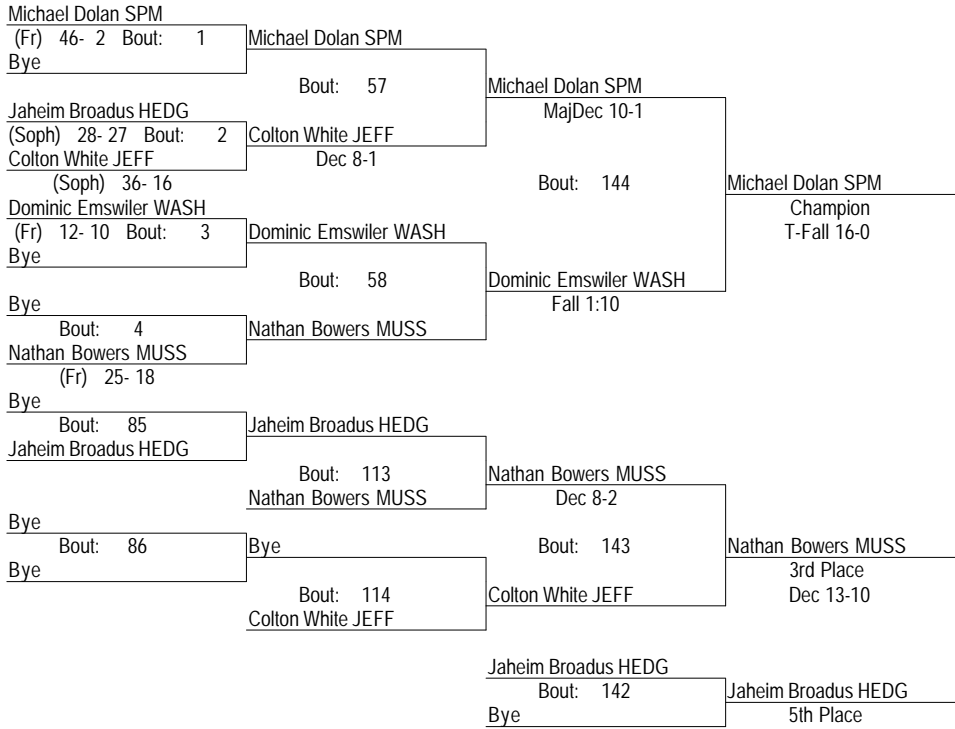 Michael Dolan SPM
(Fr) 46- 2 Bout: 1
Bye
Michael Dolan SPM
Bout: 57
Jaheim Broadus HEDG
(Soph) 28- 27 Bout: 2
Colton White JEFF
(Soph) 36- 16
Colton White JEFF
Dec 8-1
Michael Dolan SPM
MajDec 10-1
Bout: 144
Dominic Emswiler WASH
(Fr) 12- 10 Bout: 3
Bye
Dominic Emswiler WASH
Bout: 58
Bye
Bout: 4
Nathan Bowers MUSS
(Fr) 25- 18
Nathan Bowers MUSS
Dominic Emswiler WASH
Fall 1:10
Michael Dolan SPM
Champion
T-Fall 16-0
Bye
Bout: 85
Jaheim Broadus HEDG
Jaheim Broadus HEDG
Bout: 113
Nathan Bowers MUSS
Nathan Bowers MUSS
Dec 8-2
Bye
Bout: 86
Bye
Bye
Bout: 114
Colton White JEFF
Bout: 143
Colton White JEFF
Nathan Bowers MUSS
3rd Place
Dec 13-10
Jaheim Broadus HEDG
Bout: 142
Bye
Jaheim Broadus HEDG
5th Place